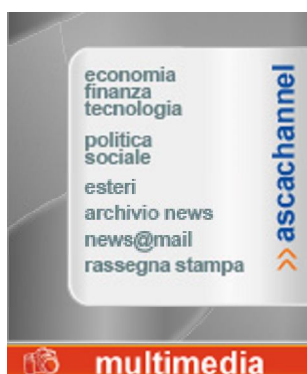 economia
finanza
tecnologia
politica
sociale
esteri
archivio news
news@mail
rassegna stampa
>> ascachannel
multimedia